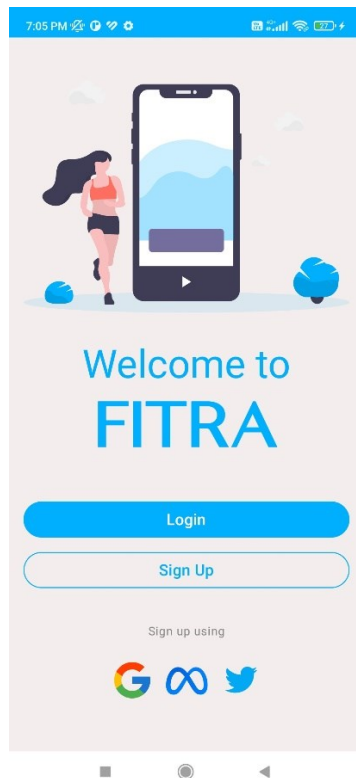 7:05 PM
27
Welcome to
FITRA
Login
Sign Up
Sign up using